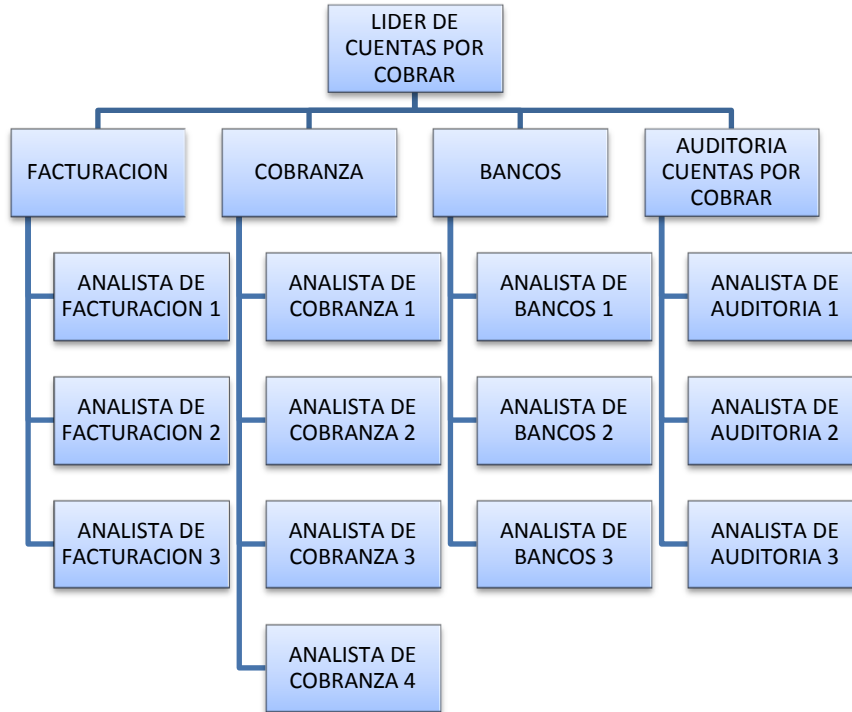 LIDER DE
CUENTAS POR
COBRAR
FACTURACION
COBRANZA
BANCOS
AUDITORIA
CUENTAS POR
COBRAR
ANALISTA DE
FACTURACION 1
ANALISTA DE
COBRANZA 1
ANALISTA DE
BANCOS 1
ANALISTA DE
AUDITORIA 1
ANALISTA DE
FACTURACION 2
ANALISTA DE
COBRANZA 2
ANALISTA DE
BANCOS 2
ANALISTA DE
AUDITORIA 2
ANALISTA DE
FACTURACION 3
ANALISTA DE
COBRANZA 3
ANALISTA DE
BANCOS 3
ANALISTA DE
AUDITORIA 3
ANALISTA DE
COBRANZA 4